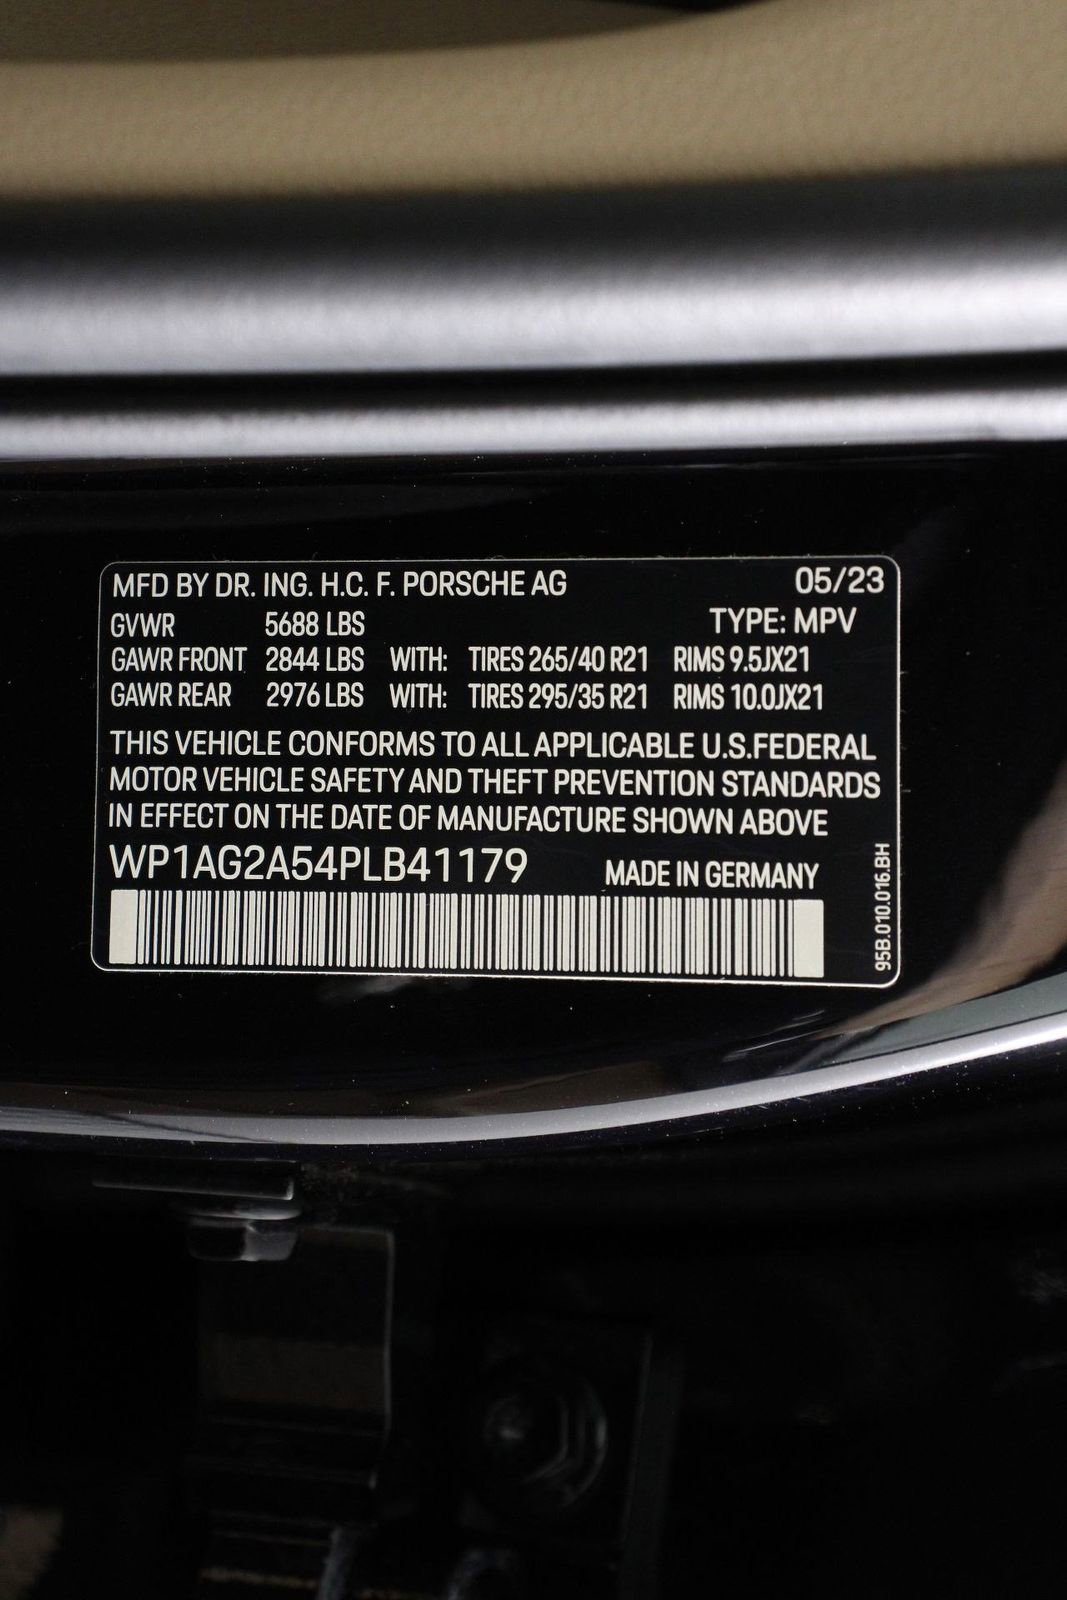 MFD BY DR. ING. H.C. F. PORSCHE AG 05/23
GVWR 5688 LBS TYPE: MPV
GAWR FRONT 2844 LBS WITH: TIRES 265/40 R21 RIMS 9.5JX21
GAWR REAR 2976 LBS WITH: TIRES 295/35 R21 RIMS 10.0JX21
THIS VEHICLE CONFORMS TO ALL APPLICABLE U.S.FEDERAL
MOTOR VEHICLE SAFETY AND THEFT PREVENTION STANDARDS
IN EFFECT ON THE DATE OF MANUFACTURE SHOWN ABOVE
WP1AG2A54PLB41179 MADE IN GERMANY
95B.010.016.BH